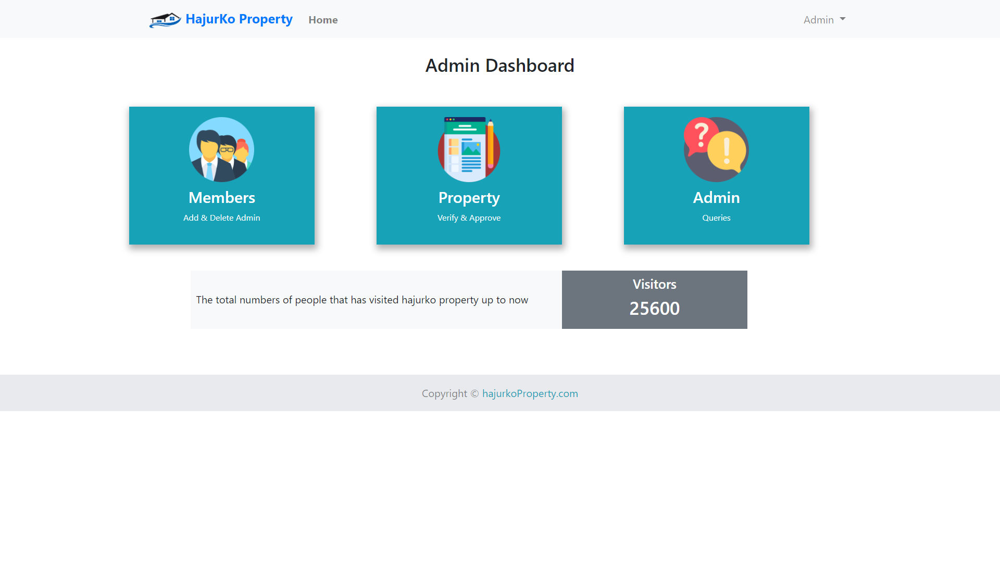 HajurKo Property
Home
Admin
Admin Dashboard
Members
Add & Delete Admin
Property
Verify & Approve
Admin
Queries
The total numbers of people that has visited hajurko property up to now
Visitors
25600
Copyright © hajurkoProperty.com